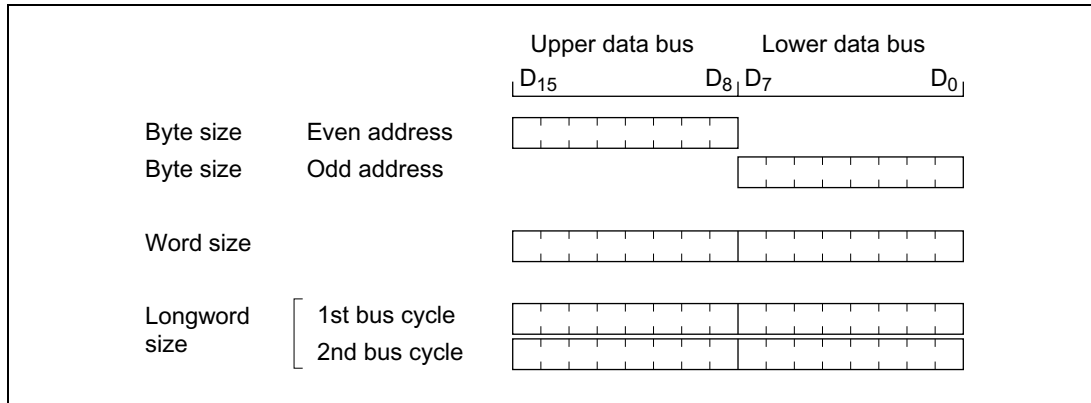 Upper data bus Lower data bus
D15 D8 D7 D0
Byte size Even address
Byte size Odd address
Word size
Longword size 1st bus cycle
2nd bus cycle